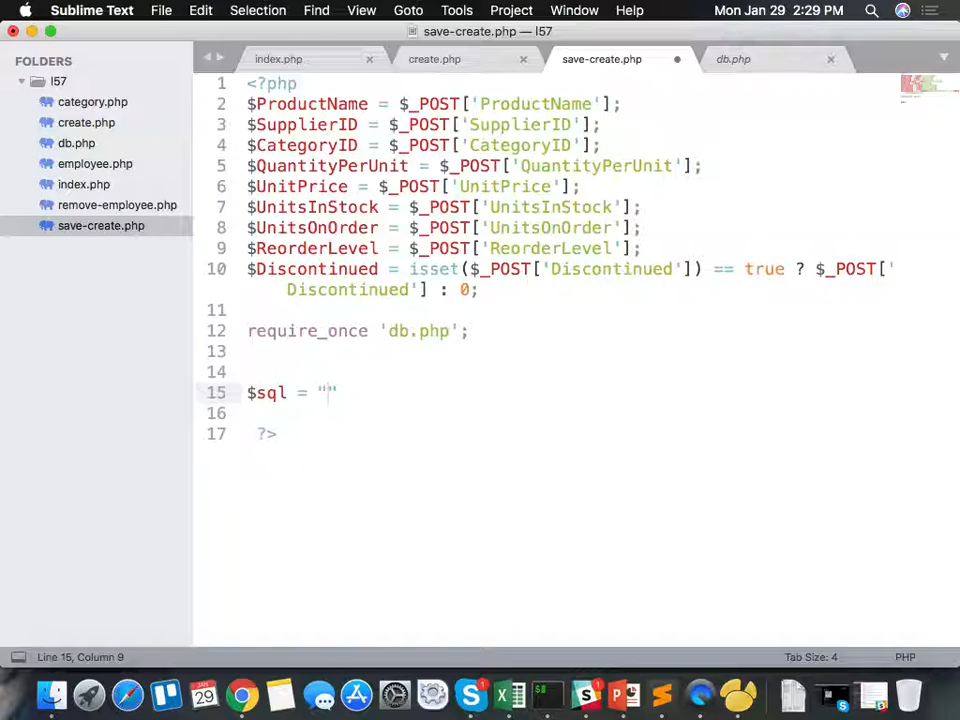 Sublime Text File Edit Selection Find Goto Tools Project Window Help Mon Jan 29 2:29 PM
save-create.php — l57
FOLDERS
l57
category.php
create.php
db.php
employee.php
index.php
remove-employee.php
save-create.php
index.php × create.php × save-create.php db.php ×
1 <?php
2 $ProductName = $_POST['ProductName'];
3 $SupplierID = $_POST['SupplierID'];
4 $CategoryID = $_POST['CategoryID'];
5 $QuantityPerUnit = $_POST['QuantityPerUnit'];
6 $UnitPrice = $_POST['UnitPrice'];
7 $UnitsInStock = $_POST['UnitsInStock'];
8 $UnitsOnOrder = $_POST['UnitsOnOrder'];
9 $ReorderLevel = $_POST['ReorderLevel'];
10 $Discontinued = isset($_POST['Discontinued']) == true ? $_POST['
Discontinued'] : 0;
11
12 require_once 'db.php';
13
14
15 $sql = ""
16
17 ?>
Line 15, Column 9 Tab Size: 4 PHP
JAN
29
1
1